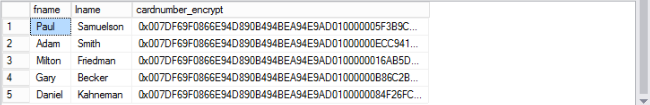 fname lname cardnumber_encrypt
1 Paul Samuelson 0x007DF69F0866E94D890B494BEA94E9AD010000005F3B9C...
2 Adam Smith 0x007DF69F0866E94D890B494BEA94E9AD01000000ECC941...
3 Milton Friedman 0x007DF69F0866E94D890B494BEA94E9AD0100000016AB5D...
4 Gary Becker 0x007DF69F0866E94D890B494BEA94E9AD01000000B86C2B...
5 Daniel Kahneman 0x007DF69F0866E94D890B494BEA94E9AD0100000084F26FC...